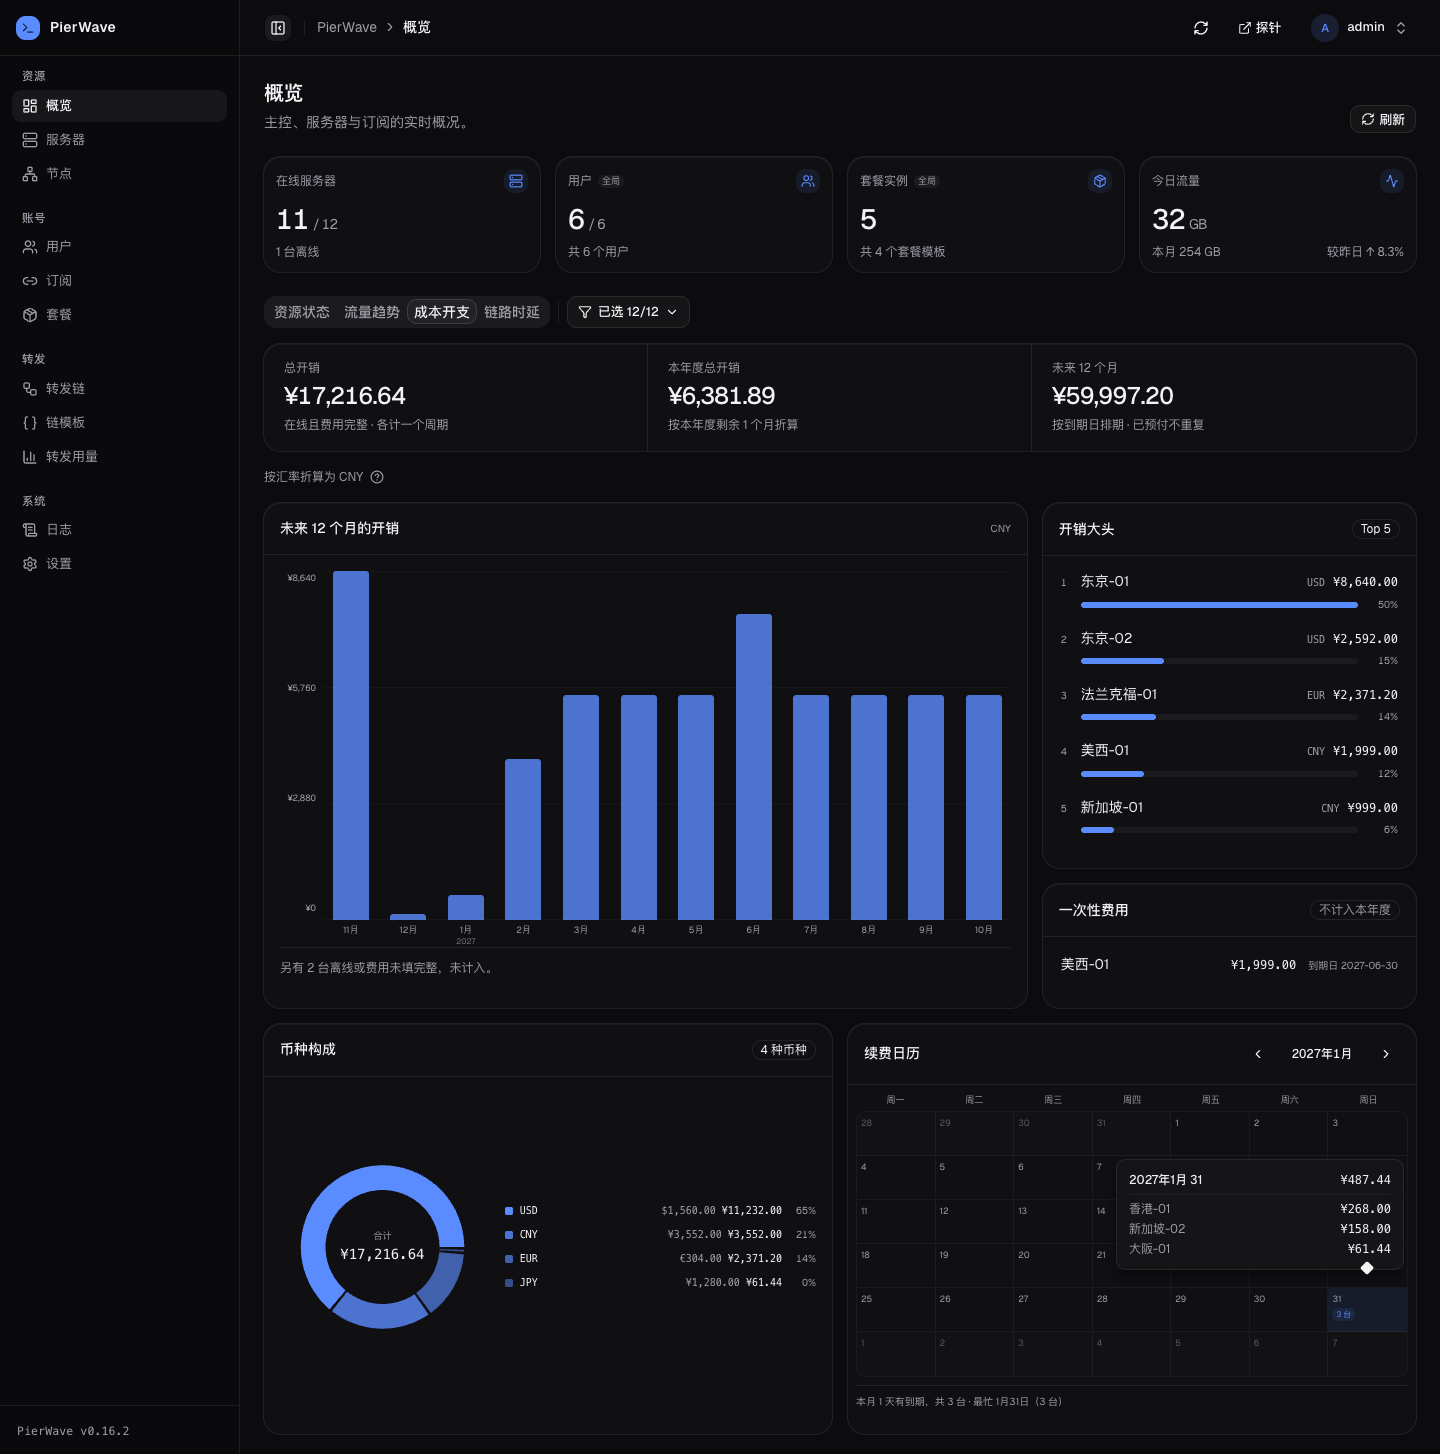 PierWave
PierWave > 概览
探针
A admin
资源
概览
服务器
节点
账号
用户
订阅
套餐
转发
转发链
链模板
转发用量
系统
日志
设置
PierWave v0.16.2
概览
主控、服务器与订阅的实时概况。
刷新
在线服务器
11 / 12
1 台离线
用户 全局
6 / 6
共 6 个用户
套餐实例 全局
5
共 4 个套餐模板
今日流量
32 GB
本月 254 GB 较昨日 ↑ 8.3%
资源状态 流量趋势 成本开支 链路时延 已选 12/12
总开销
¥17,216.64
在线且费用完整 · 各计一个周期
本年度总开销
¥6,381.89
按本年度剩余 1 个月折算
未来 12 个月
¥59,997.20
按到期日排期 · 已预付不重复
按汇率折算为 CNY
未来 12 个月的开销 CNY
¥8,640
¥5,760
¥2,880
¥0
11月 12月 1月 2月 3月 4月 5月 6月 7月 8月 9月 10月
2027
另有 2 台离线或费用未填完整，未计入。
开销大头 Top 5
1 东京-01 USD ¥8,640.00
50%
2 东京-02 USD ¥2,592.00
15%
3 法兰克福-01 EUR ¥2,371.20
14%
4 美西-01 CNY ¥1,999.00
12%
5 新加坡-01 CNY ¥999.00
6%
一次性费用 不计入本年度
美西-01 ¥1,999.00 到期日 2027-06-30
币种构成 4 种币种
合计
¥17,216.64
USD $1,560.00 ¥11,232.00 65%
CNY ¥3,552.00 ¥3,552.00 21%
EUR €304.00 ¥2,371.20 14%
JPY ¥1,280.00 ¥61.44 0%
续费日历 2027年1月
周一 周二 周三 周四 周五 周六 周日
28 29 30 31 1 2 3
4 5 6 7
11 12 13 14
18 19 20 21
25 26 27 28 29 30 31
3 台
1 2 3 4 5 6 7
2027年1月 31 ¥487.44
香港-01 ¥268.00
新加坡-02 ¥158.00
大阪-01 ¥61.44
本月 1 天有到期，共 3 台 · 最忙 1月31日（3 台）